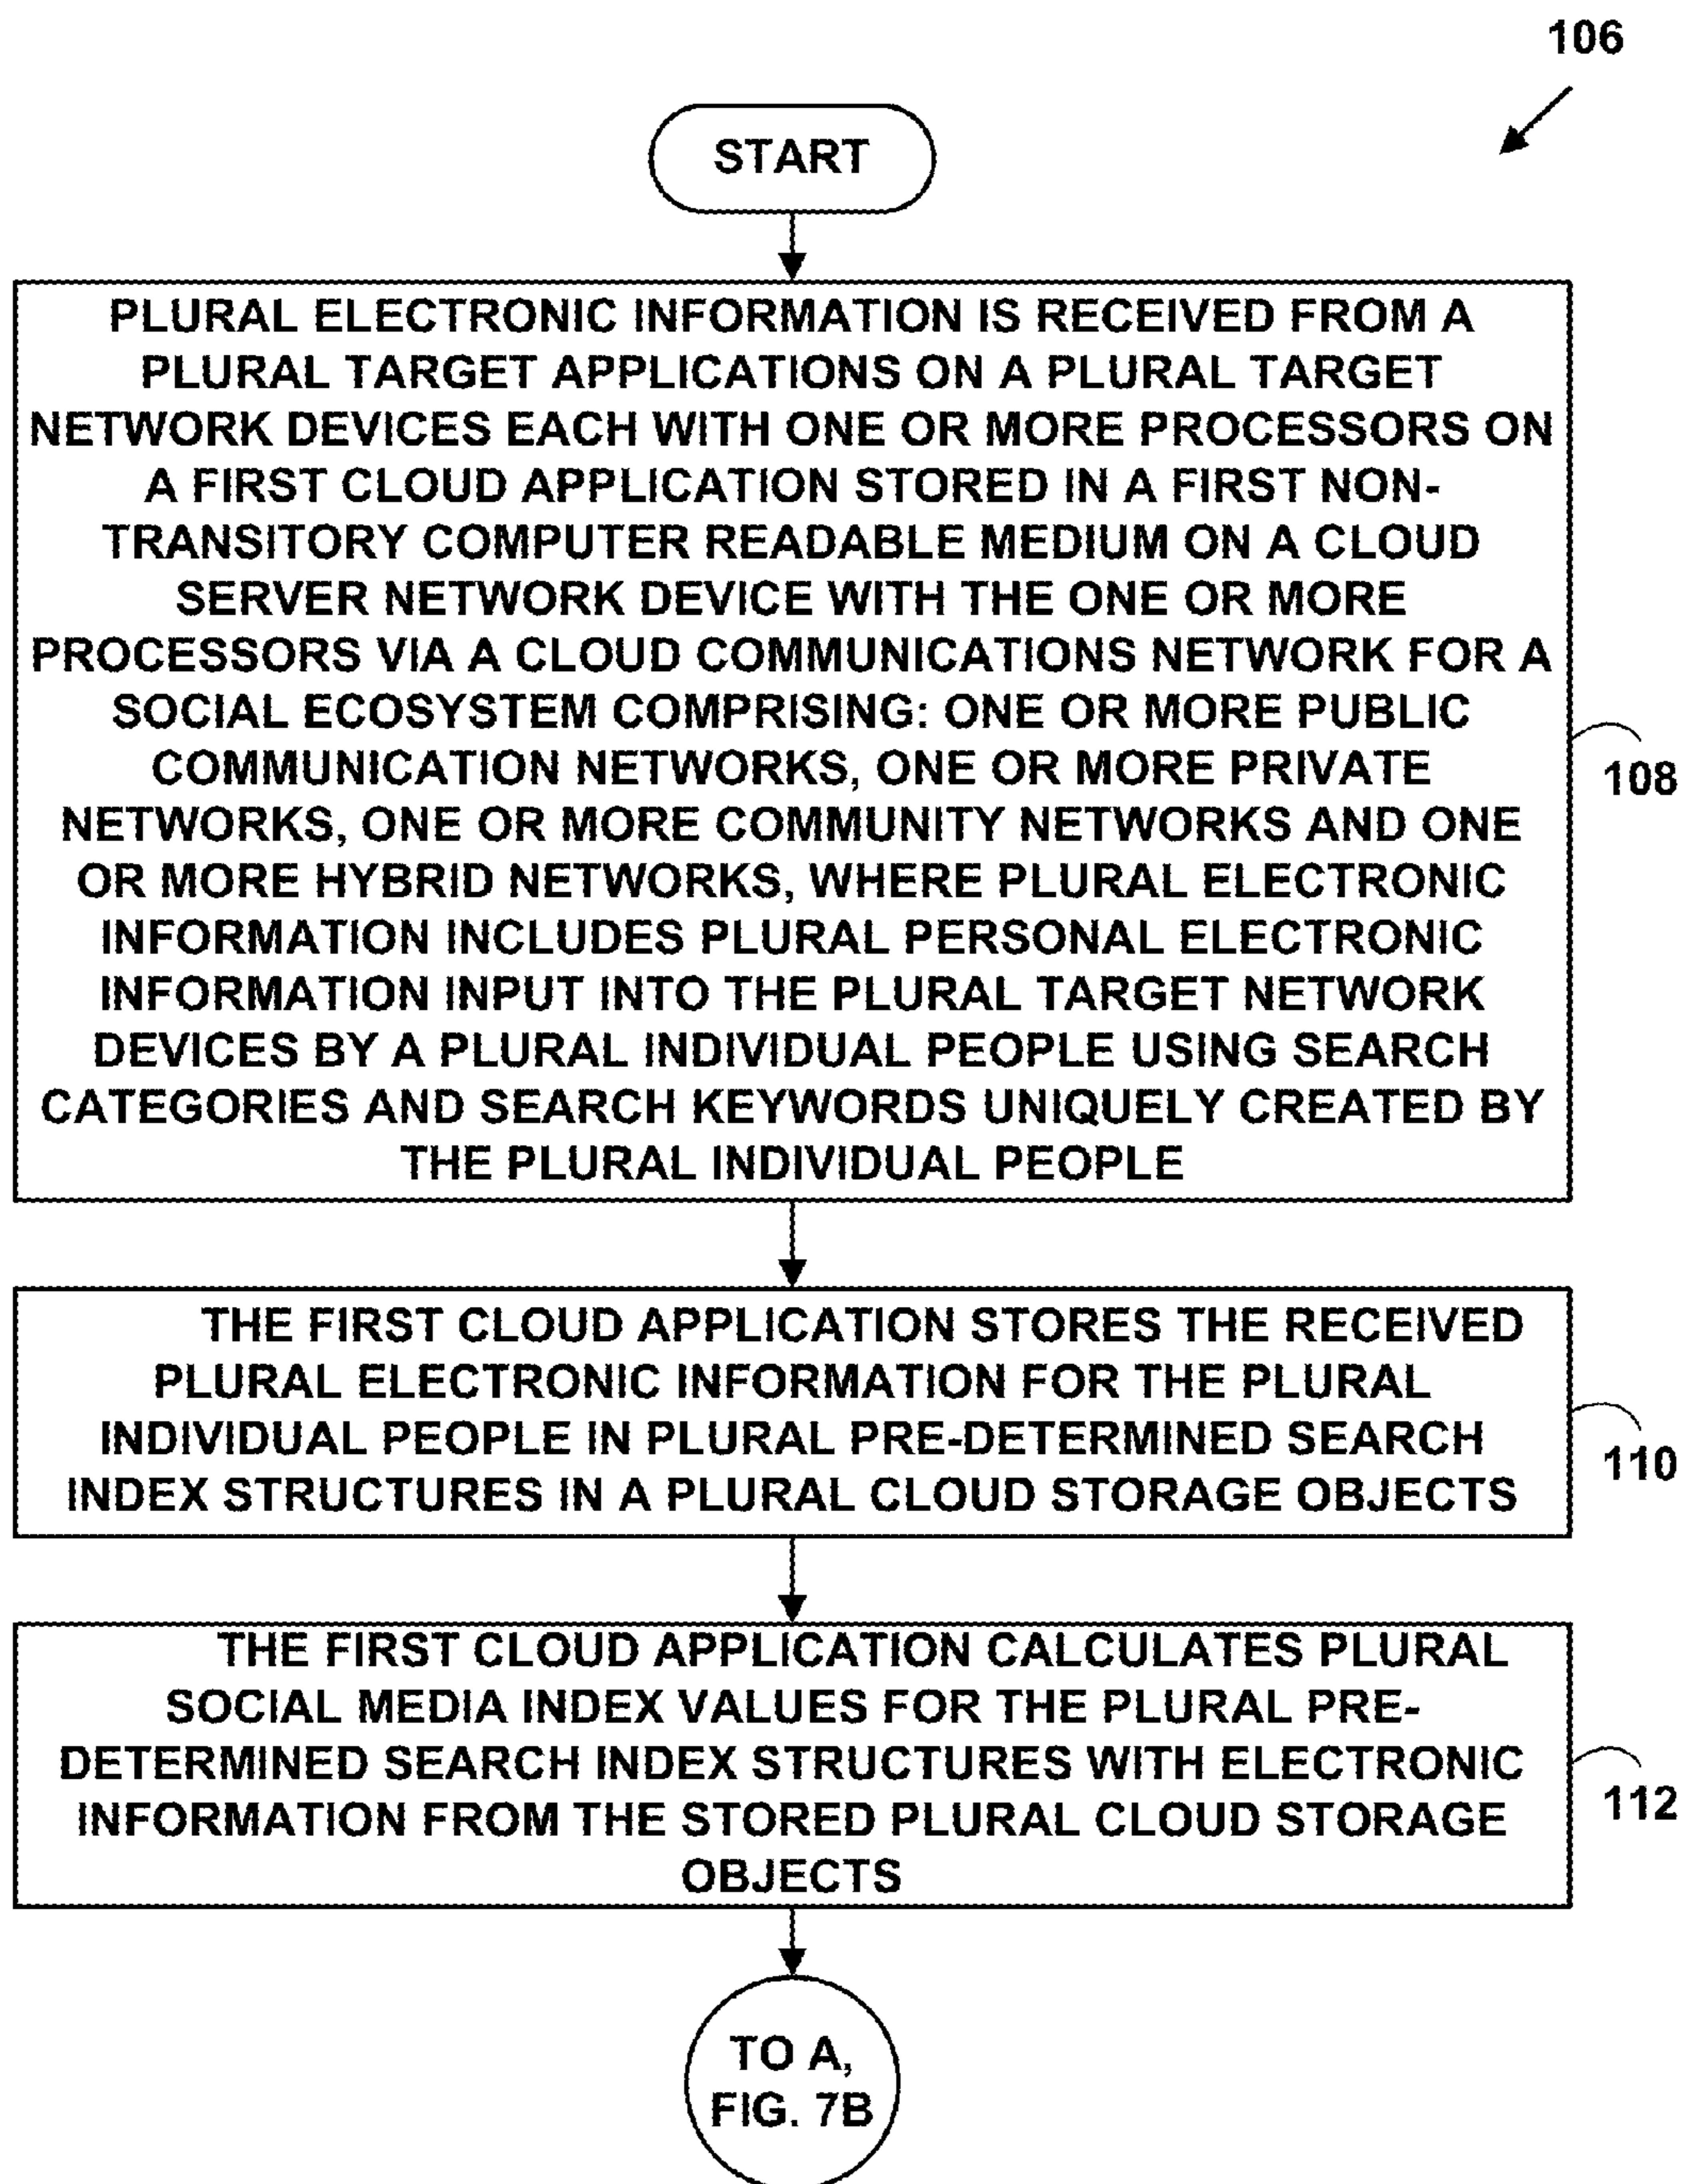 106
START
PLURAL ELECTRONIC INFORMATION IS RECEIVED FROM A
PLURAL TARGET APPLICATIONS ON A PLURAL TARGET
NETWORK DEVICES EACH WITH ONE OR MORE PROCESSORS ON
A FIRST CLOUD APPLICATION STORED IN A FIRST NON-
TRANSITORY COMPUTER READABLE MEDIUM ON A CLOUD
SERVER NETWORK DEVICE WITH THE ONE OR MORE
PROCESSORS VIA A CLOUD COMMUNICATIONS NETWORK FOR A
SOCIAL ECOSYSTEM COMPRISING: ONE OR MORE PUBLIC
COMMUNICATION NETWORKS, ONE OR MORE PRIVATE
NETWORKS, ONE OR MORE COMMUNITY NETWORKS AND ONE
OR MORE HYBRID NETWORKS, WHERE PLURAL ELECTRONIC
INFORMATION INCLUDES PLURAL PERSONAL ELECTRONIC
INFORMATION INPUT INTO THE PLURAL TARGET NETWORK
DEVICES BY A PLURAL INDIVIDUAL PEOPLE USING SEARCH
CATEGORIES AND SEARCH KEYWORDS UNIQUELY CREATED BY
THE PLURAL INDIVIDUAL PEOPLE
108
THE FIRST CLOUD APPLICATION STORES THE RECEIVED
PLURAL ELECTRONIC INFORMATION FOR THE PLURAL
INDIVIDUAL PEOPLE IN PLURAL PRE-DETERMINED SEARCH
INDEX STRUCTURES IN A PLURAL CLOUD STORAGE OBJECTS
110
THE FIRST CLOUD APPLICATION CALCULATES PLURAL
SOCIAL MEDIA INDEX VALUES FOR THE PLURAL PRE-
DETERMINED SEARCH INDEX STRUCTURES WITH ELECTRONIC
INFORMATION FROM THE STORED PLURAL CLOUD STORAGE
OBJECTS
112
TO A,
FIG. 7B